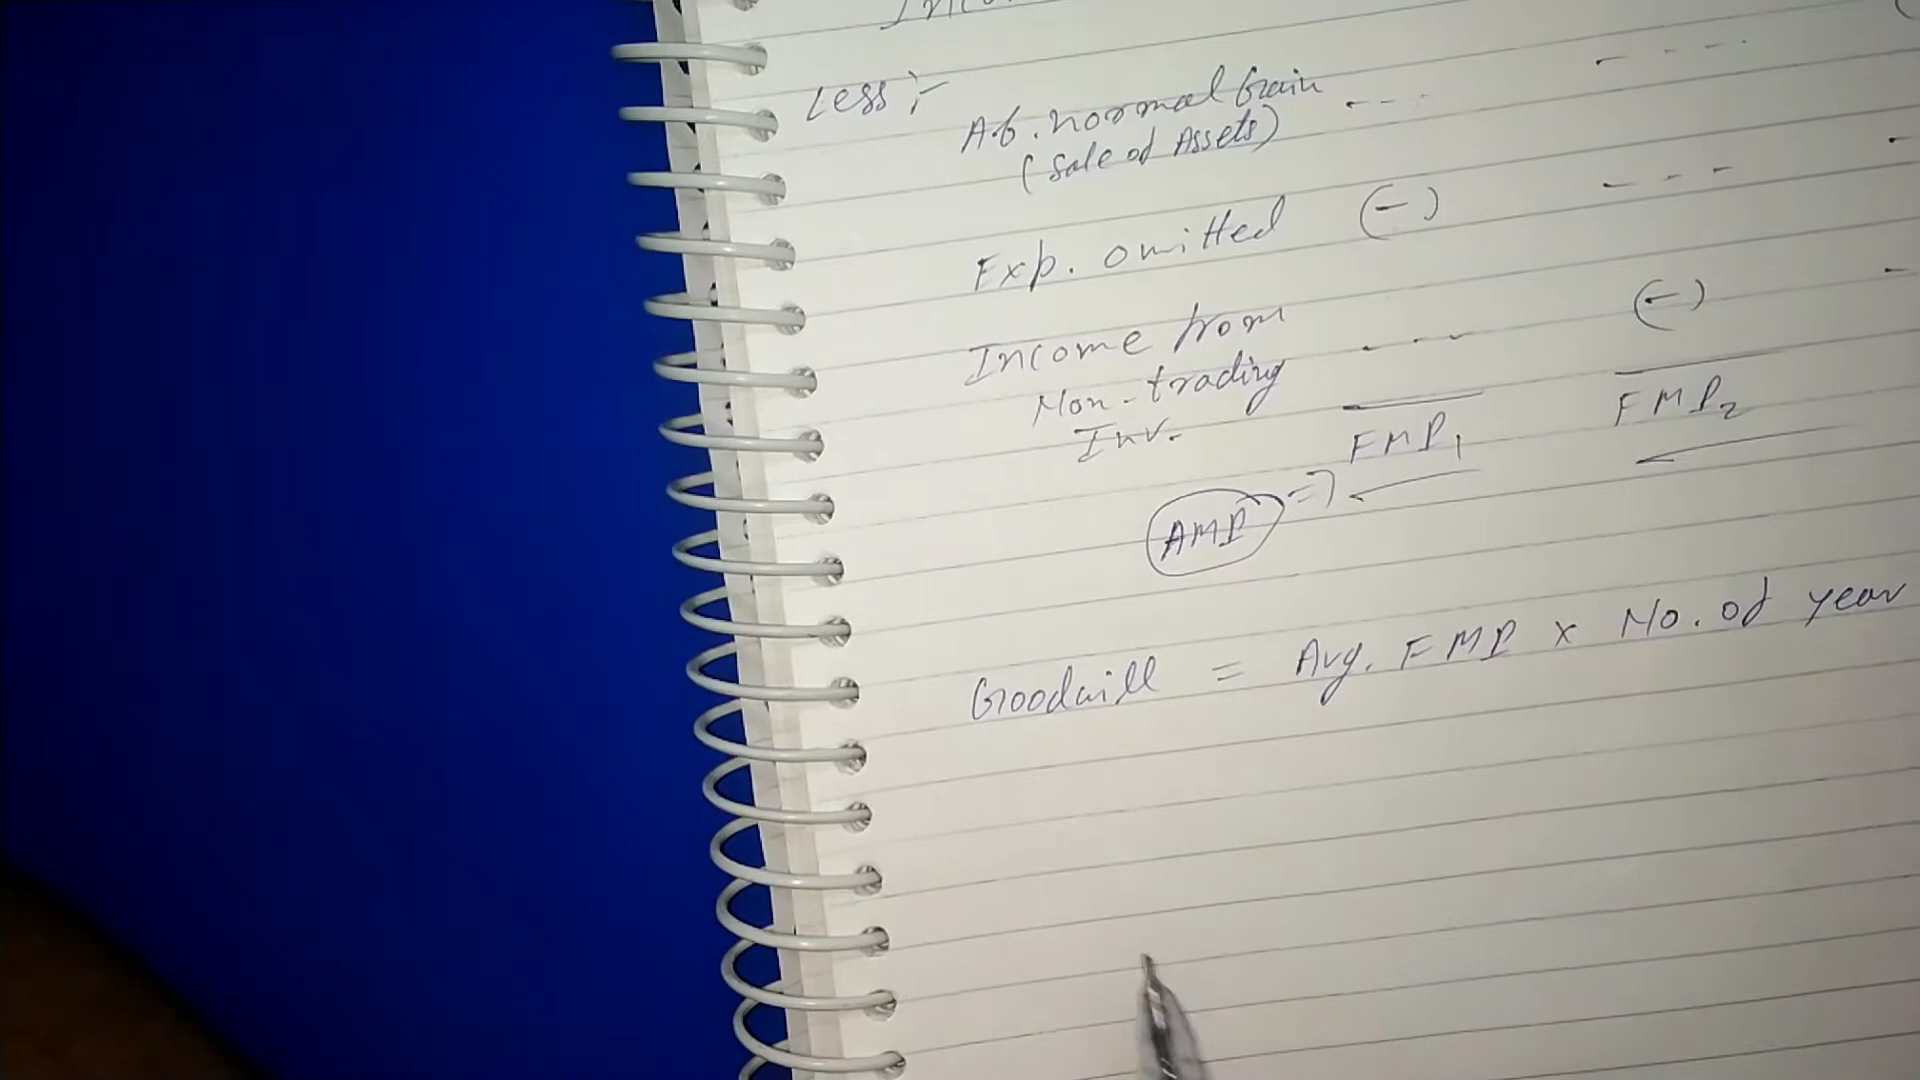 Less :-
Ab. normal Gain - - -
(Sale of Assets)
Exp. omitted (-) - - -
Income from - - - (-)
Non-trading
Inv.
FMP1 FMP2
AMP =>
Goodwill = Avg. FMP x No. of year